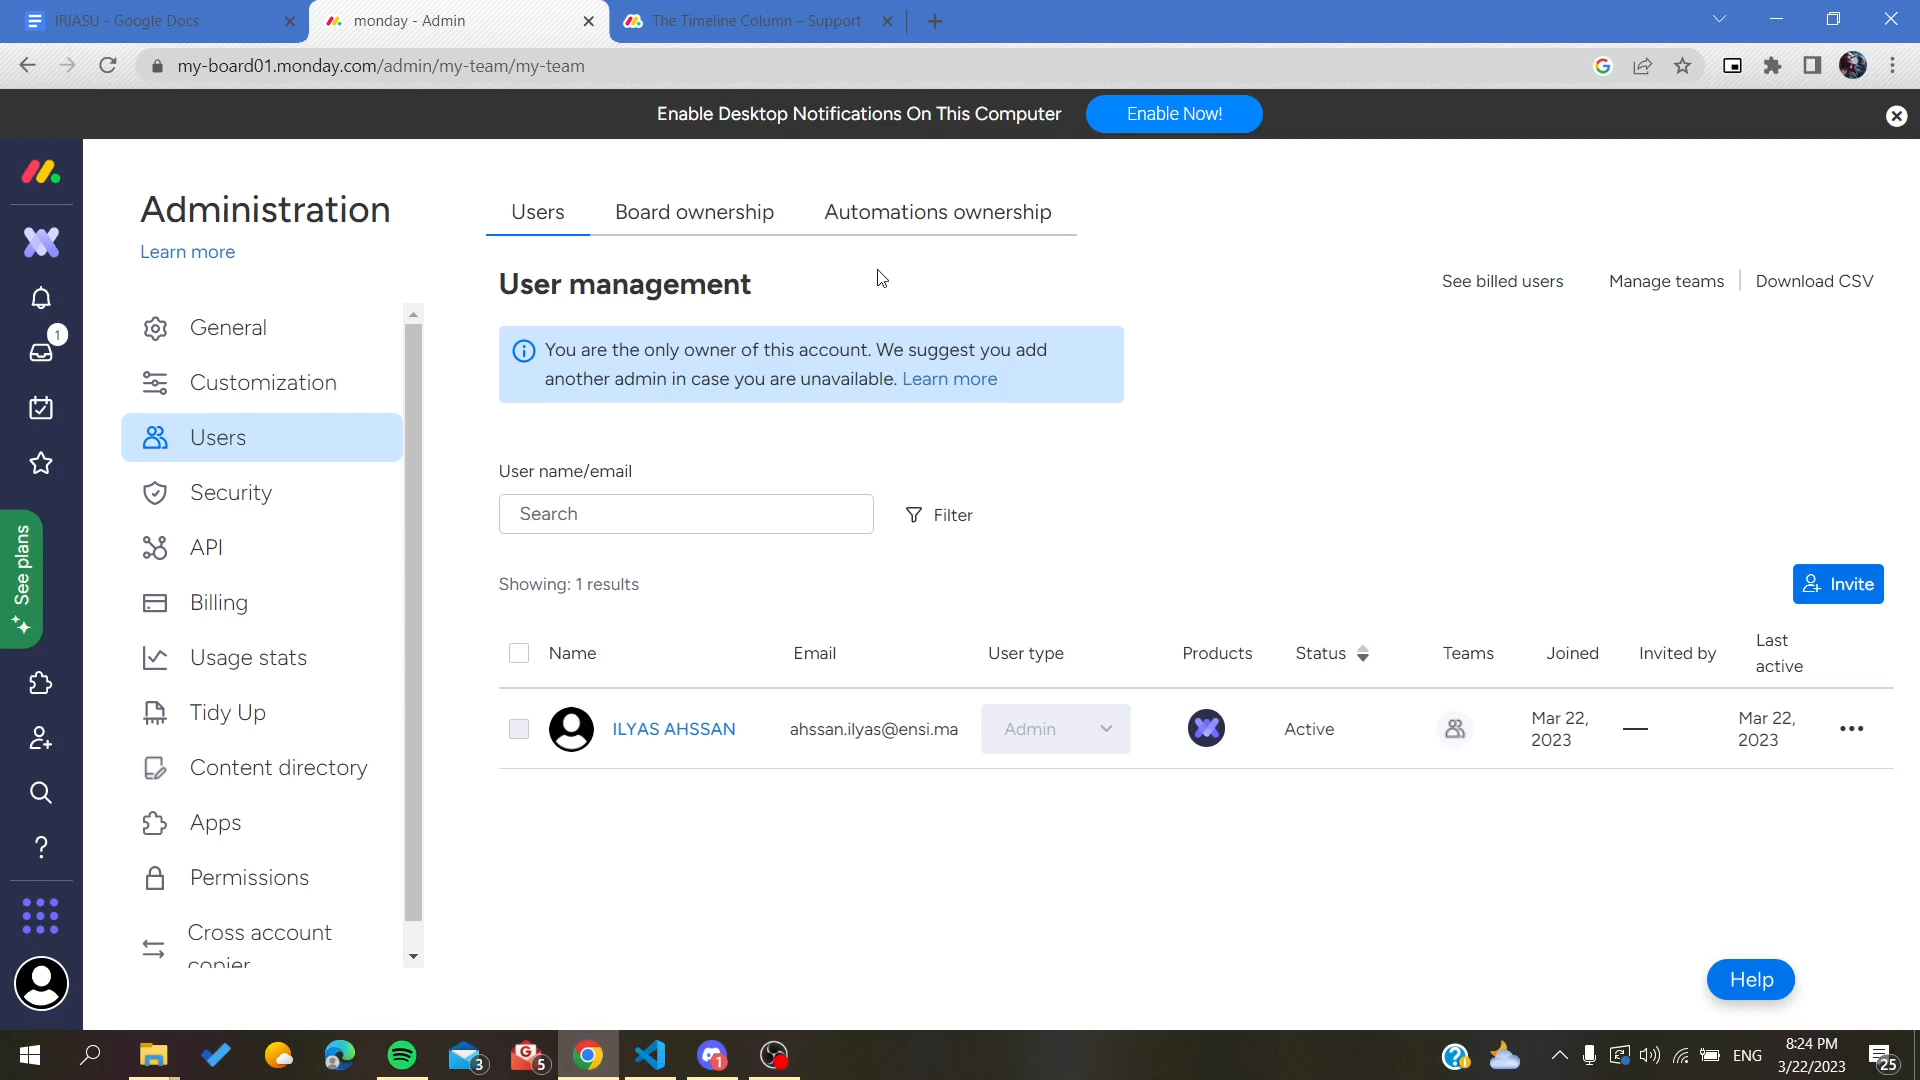 IRIASU - Google Docs
monday - Admin
The Timeline Column – Support
my-board01.monday.com/admin/my-team/my-team
Enable Desktop Notifications On This Computer
Enable Now!
Administration
Learn more
Users
Board ownership
Automations ownership
User management
See billed users
Manage teams
Download CSV
You are the only owner of this account. We suggest you add
another admin in case you are unavailable. Learn more
General
Customization
Users
Security
API
Billing
Usage stats
Tidy Up
Content directory
Apps
Permissions
Cross account
copier
1
See plans
User name/email
Search
Filter
Showing: 1 results
Invite
Name
Email
User type
Products
Status
Teams
Joined
Invited by
Last
active
ILYAS AHSSAN
ahssan.ilyas@ensi.ma
Admin
Active
Mar 22,
2023
—
Mar 22,
2023
Help
3
5
1
ENG
8:24 PM
3/22/2023
25